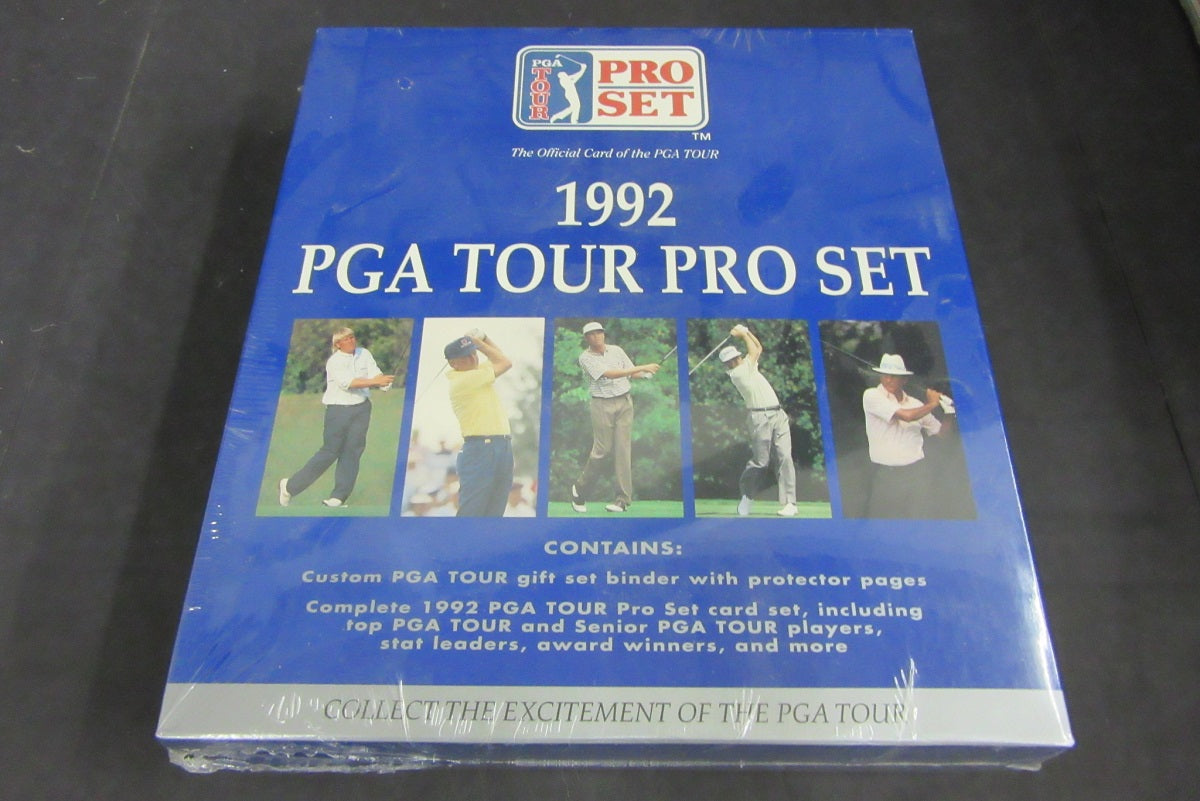 PGA TOUR
PRO SET
TM
The Official Card of the PGA TOUR
1992
PGA TOUR PRO SET
CONTAINS:
Custom PGA TOUR gift set binder with protector pages
Complete 1992 PGA TOUR Pro Set card set, including
top PGA TOUR and Senior PGA TOUR players,
stat leaders, award winners, and more
COLLECT THE EXCITEMENT OF THE PGA TOUR